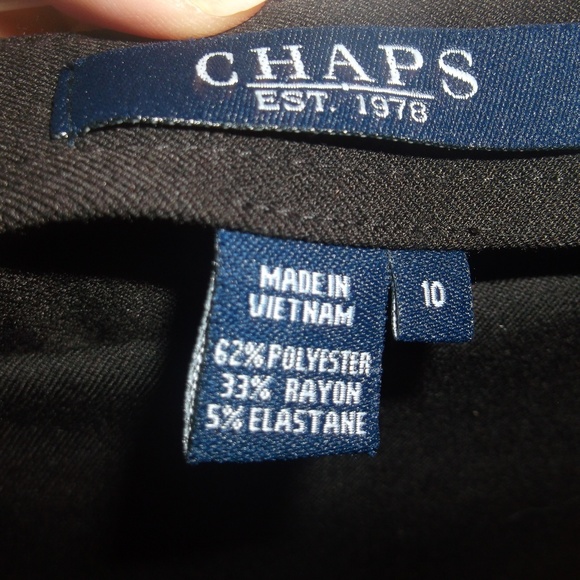 CHAPS
EST. 1978
MADE IN
VIETNAM
62% POLYESTER
33% RAYON
5% ELASTANE
10